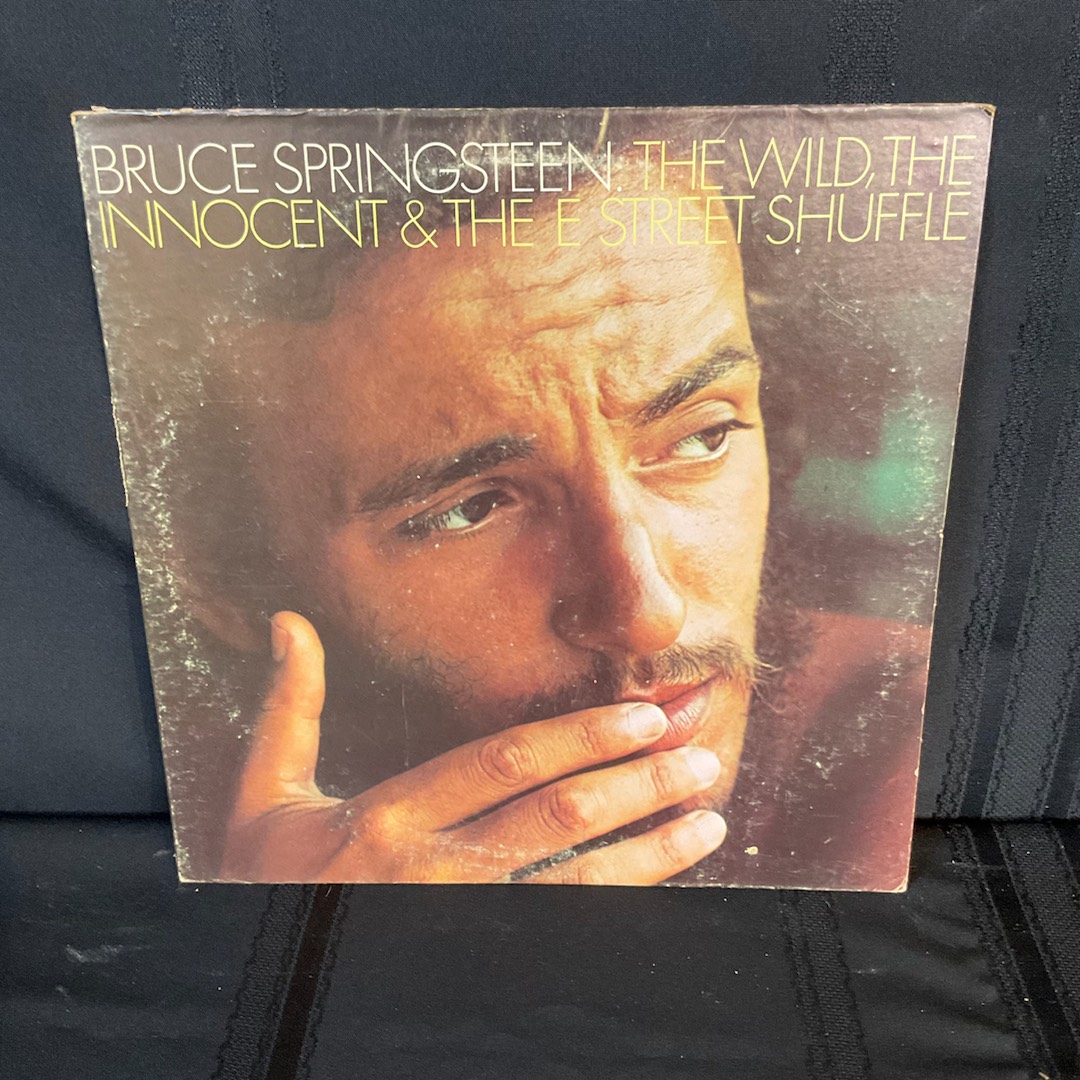 BRUCE SPRINGSTEEN: THE WILD, THE
INNOCENT & THE E STREET SHUFFLE